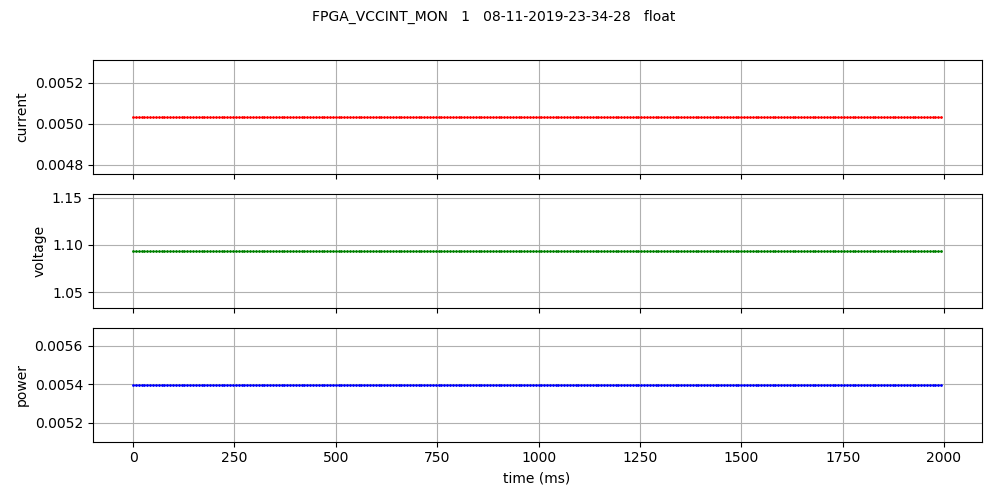 FPGA_VCCINT_MON 1 08-11-2019-23-34-28 float
0.0052
0.0050
0.0048
current
1.15
1.10
1.05
voltage
0.0056
0.0054
0.0052
power
0 250 500 750 1000 1250 1500 1750 2000
time (ms)